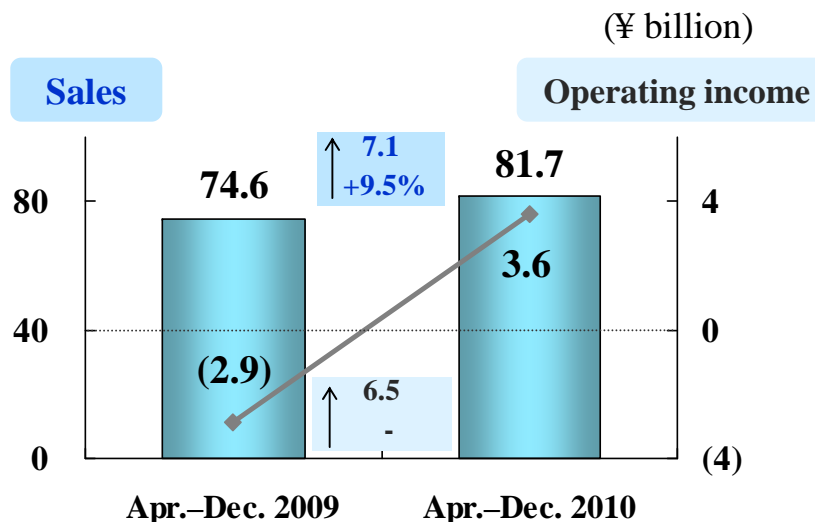 (¥ billion)
Sales
Operating income
7.1
+9.5%
74.6
81.7
80
4
3.6
40
0
(2.9)
6.5
-
0
(4)
Apr.–Dec. 2009
Apr.–Dec. 2010